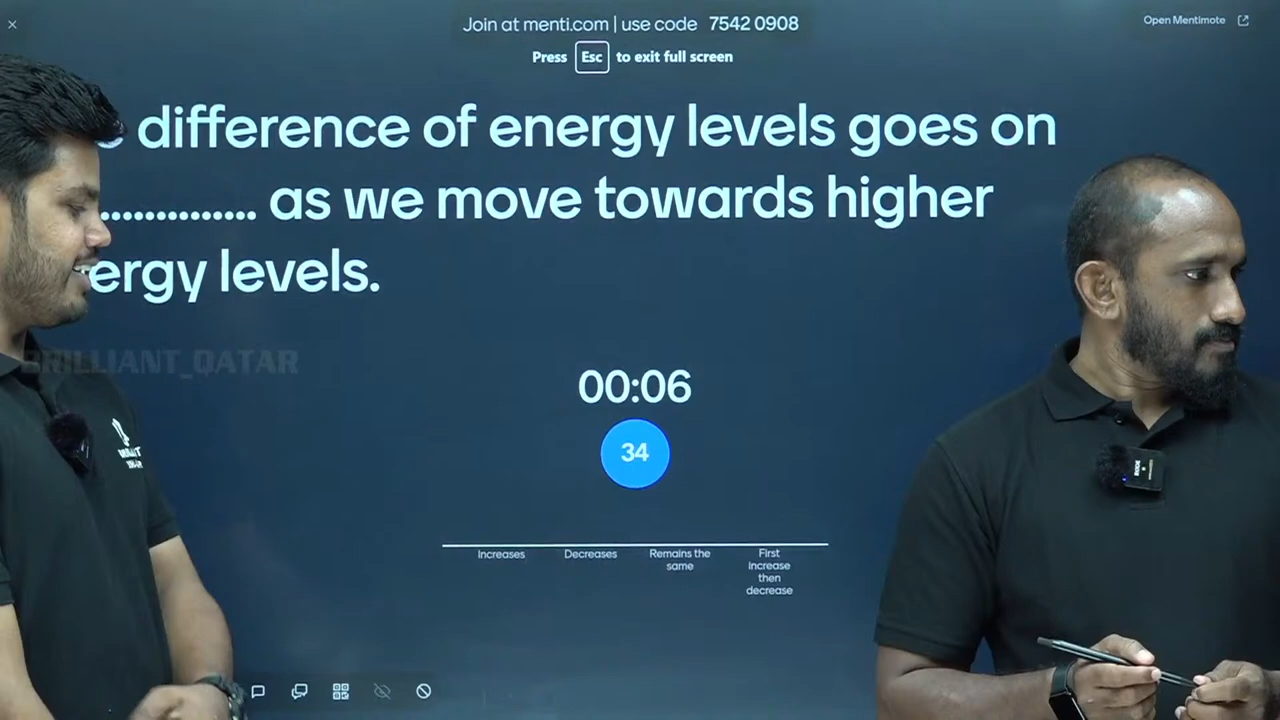 Join at menti.com | use code 7542 0908
Open Mentimote
Press Esc to exit full screen
difference of energy levels goes on
.............. as we move towards higher
ergy levels.
BRILLIANT_QATAR
00:06
34
Increases
Decreases
Remains the
same
First
increase
then
decrease